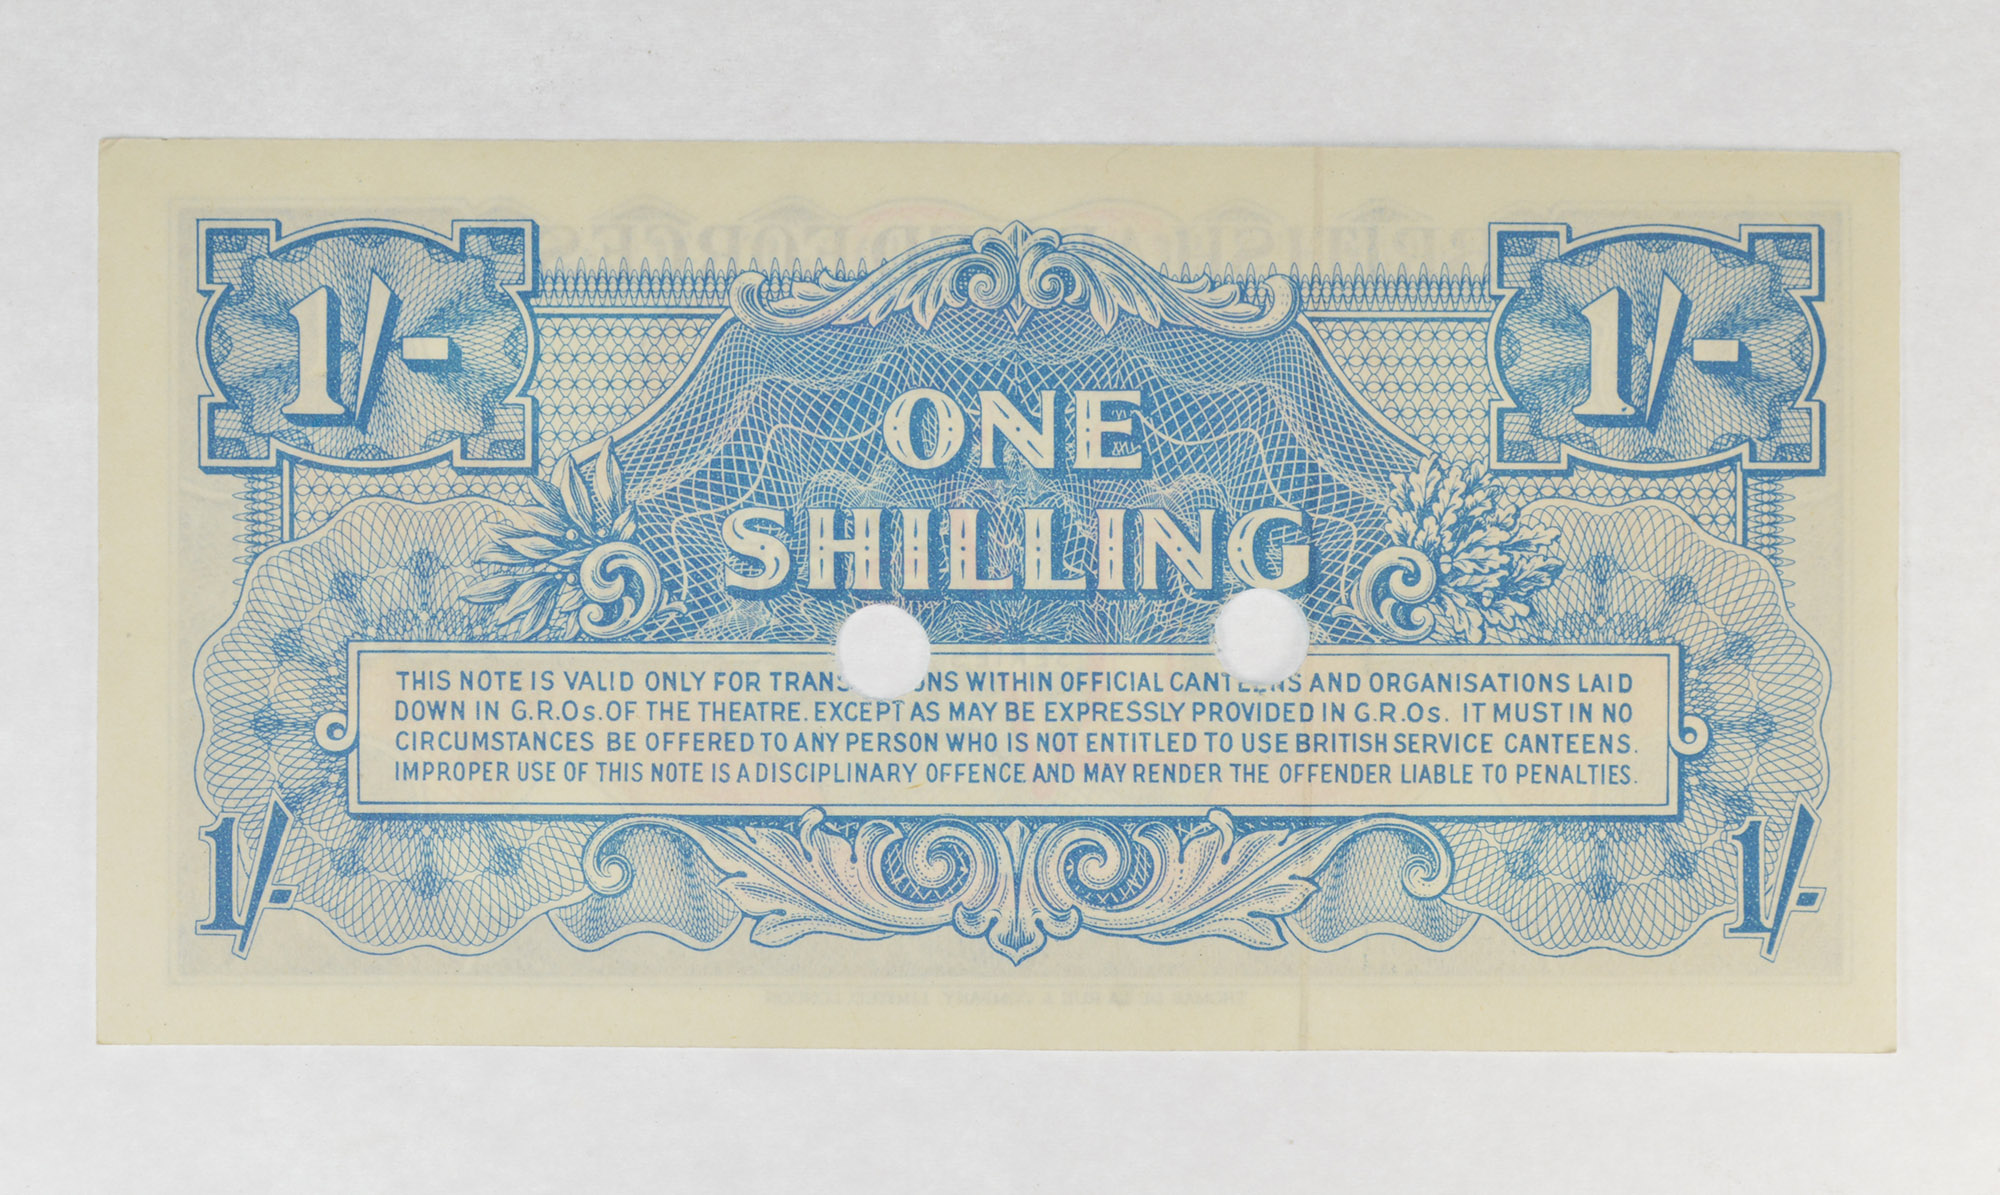 1/- 1/-
ONE
SHILLING
THIS NOTE IS VALID ONLY FOR TRANS ONS WITHIN OFFICIAL CANTEENS AND ORGANISATIONS LAID
DOWN IN G.R.Os. OF THE THEATRE. EXCEPT AS MAY BE EXPRESSLY PROVIDED IN G.R.Os. IT MUST IN NO
CIRCUMSTANCES BE OFFERED TO ANY PERSON WHO IS NOT ENTITLED TO USE BRITISH SERVICE CANTEENS.
IMPROPER USE OF THIS NOTE IS A DISCIPLINARY OFFENCE AND MAY RENDER THE OFFENDER LIABLE TO PENALTIES.
1/- 1/-